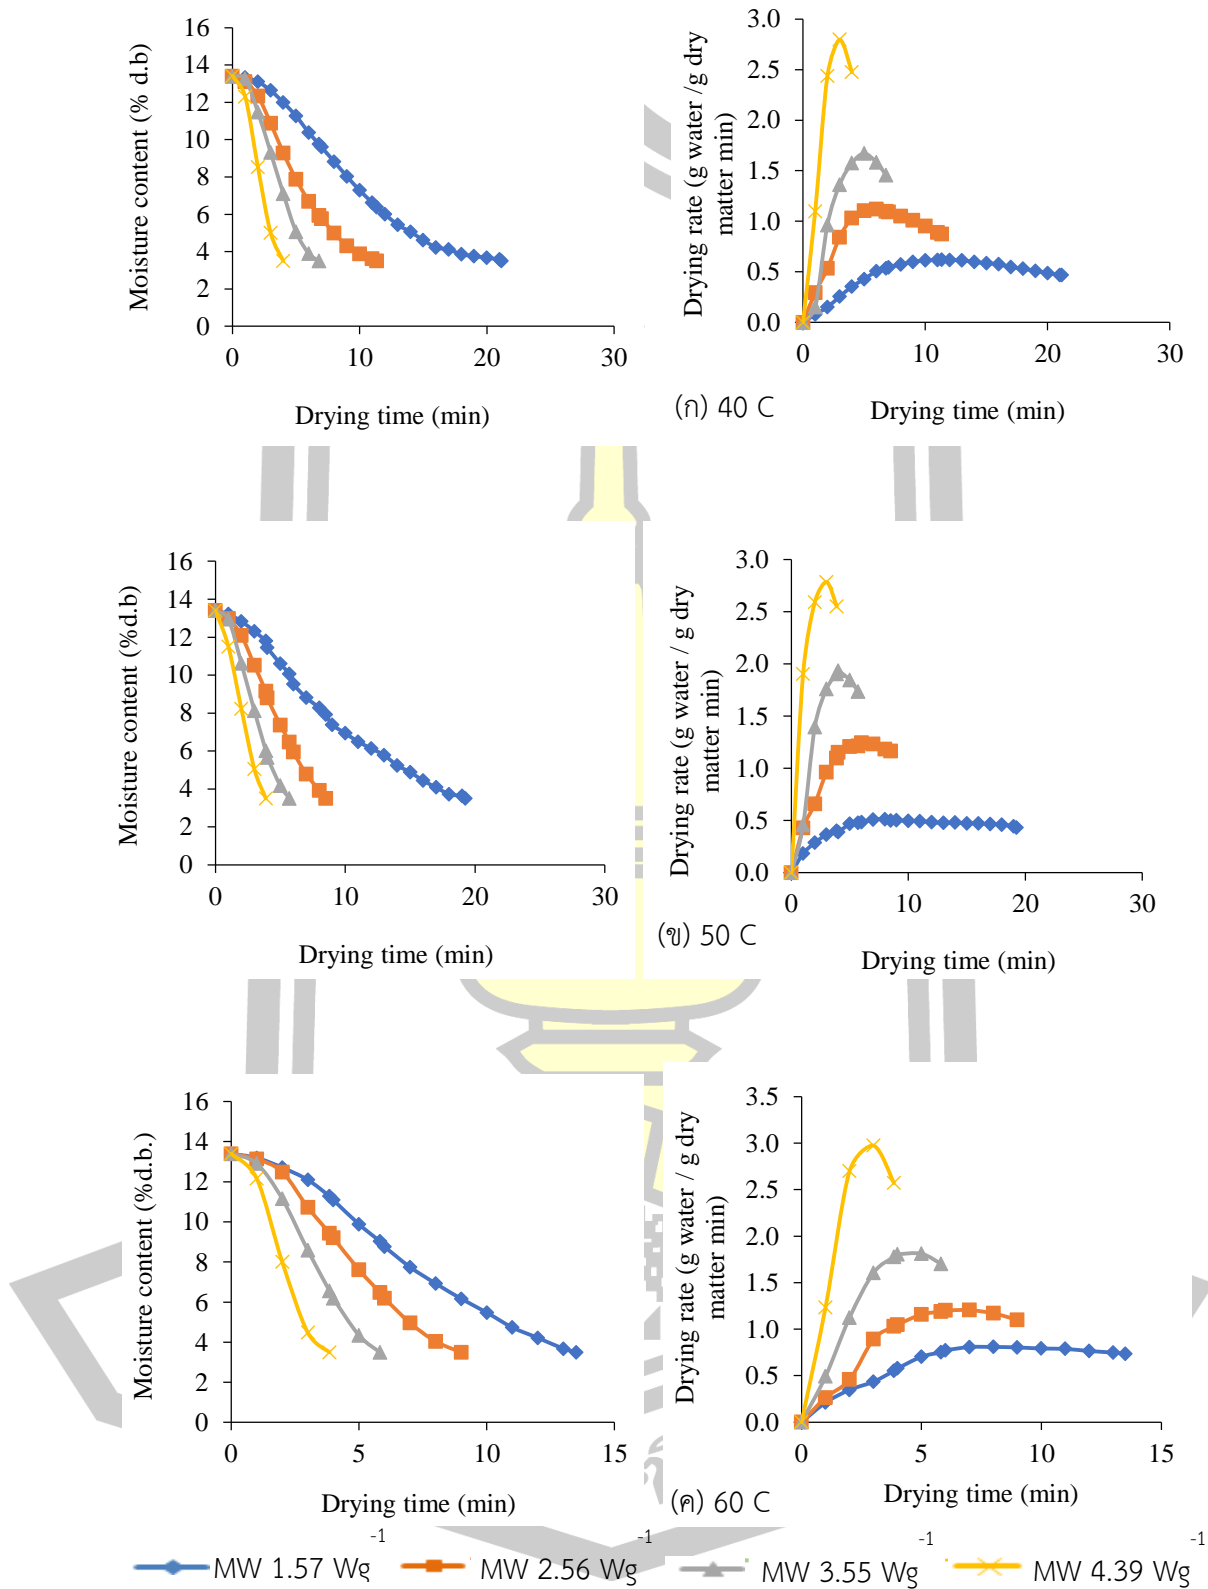 Moisture content (% d.b)
16
14
12
10
8
6
4
2
0
0 10 20 30
Drying time (min)
Drying rate (g water /g dry
matter min)
3.0
2.5
2.0
1.5
1.0
0.5
0.0
0 10 20 30
(ก) 40 C
Drying time (min)
Moisture content (%d.b)
16
14
12
10
8
6
4
2
0
0 10 20 30
Drying time (min)
Drying rate (g water / g dry
matter min)
3.0
2.5
2.0
1.5
1.0
0.5
0.0
0 10 20 30
(ข) 50 C
Drying time (min)
Moisture content (%d.b.)
16
14
12
10
8
6
4
2
0
0 5 10 15
Drying time (min)
Drying rate (g water / g dry
matter min)
3.5
3.0
2.5
2.0
1.5
1.0
0.5
0.0
0 5 10 15
(ค) 60 C
Drying time (min)
-1 -1 -1 -1
MW 1.57 Wg MW 2.56 Wg MW 3.55 Wg MW 4.39 Wg